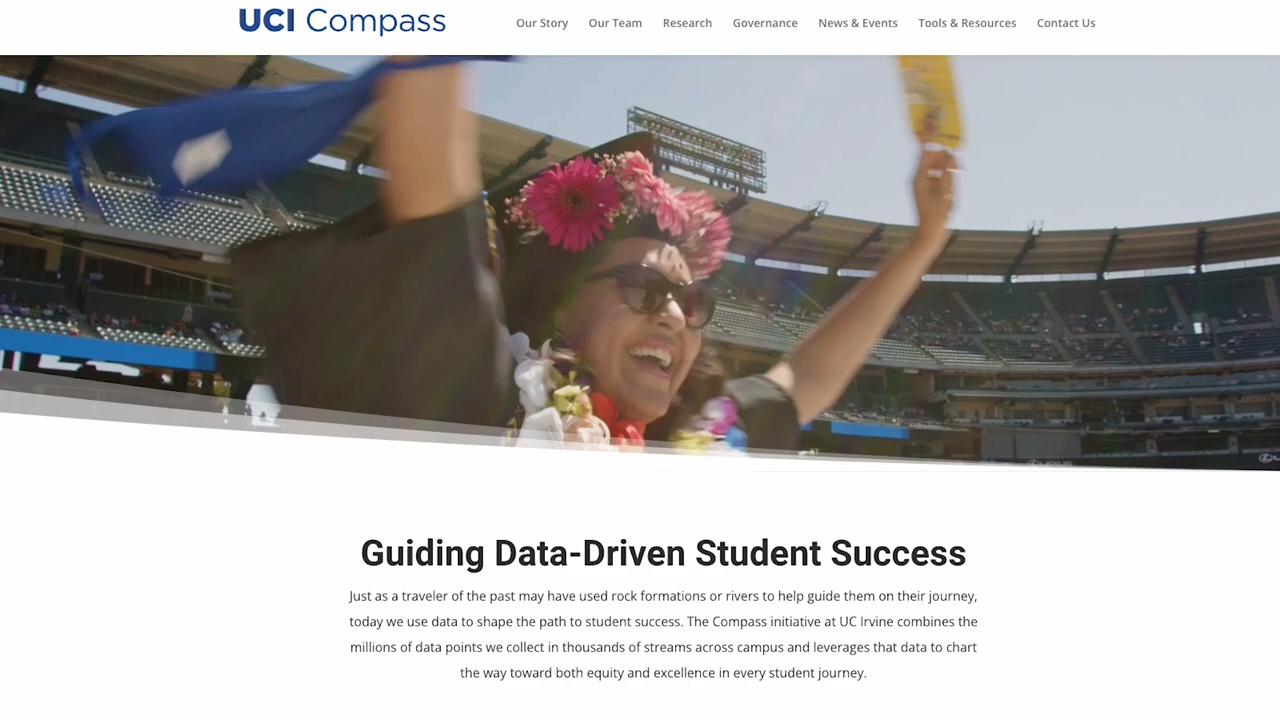 UCI Compass
Our Story Our Team Research Governance News & Events Tools & Resources Contact Us
Guiding Data-Driven Student Success
Just as a traveler of the past may have used rock formations or rivers to help guide them on their journey,
today we use data to shape the path to student success. The Compass initiative at UC Irvine combines the
millions of data points we collect in thousands of streams across campus and leverages that data to chart
the way toward both equity and excellence in every student journey.